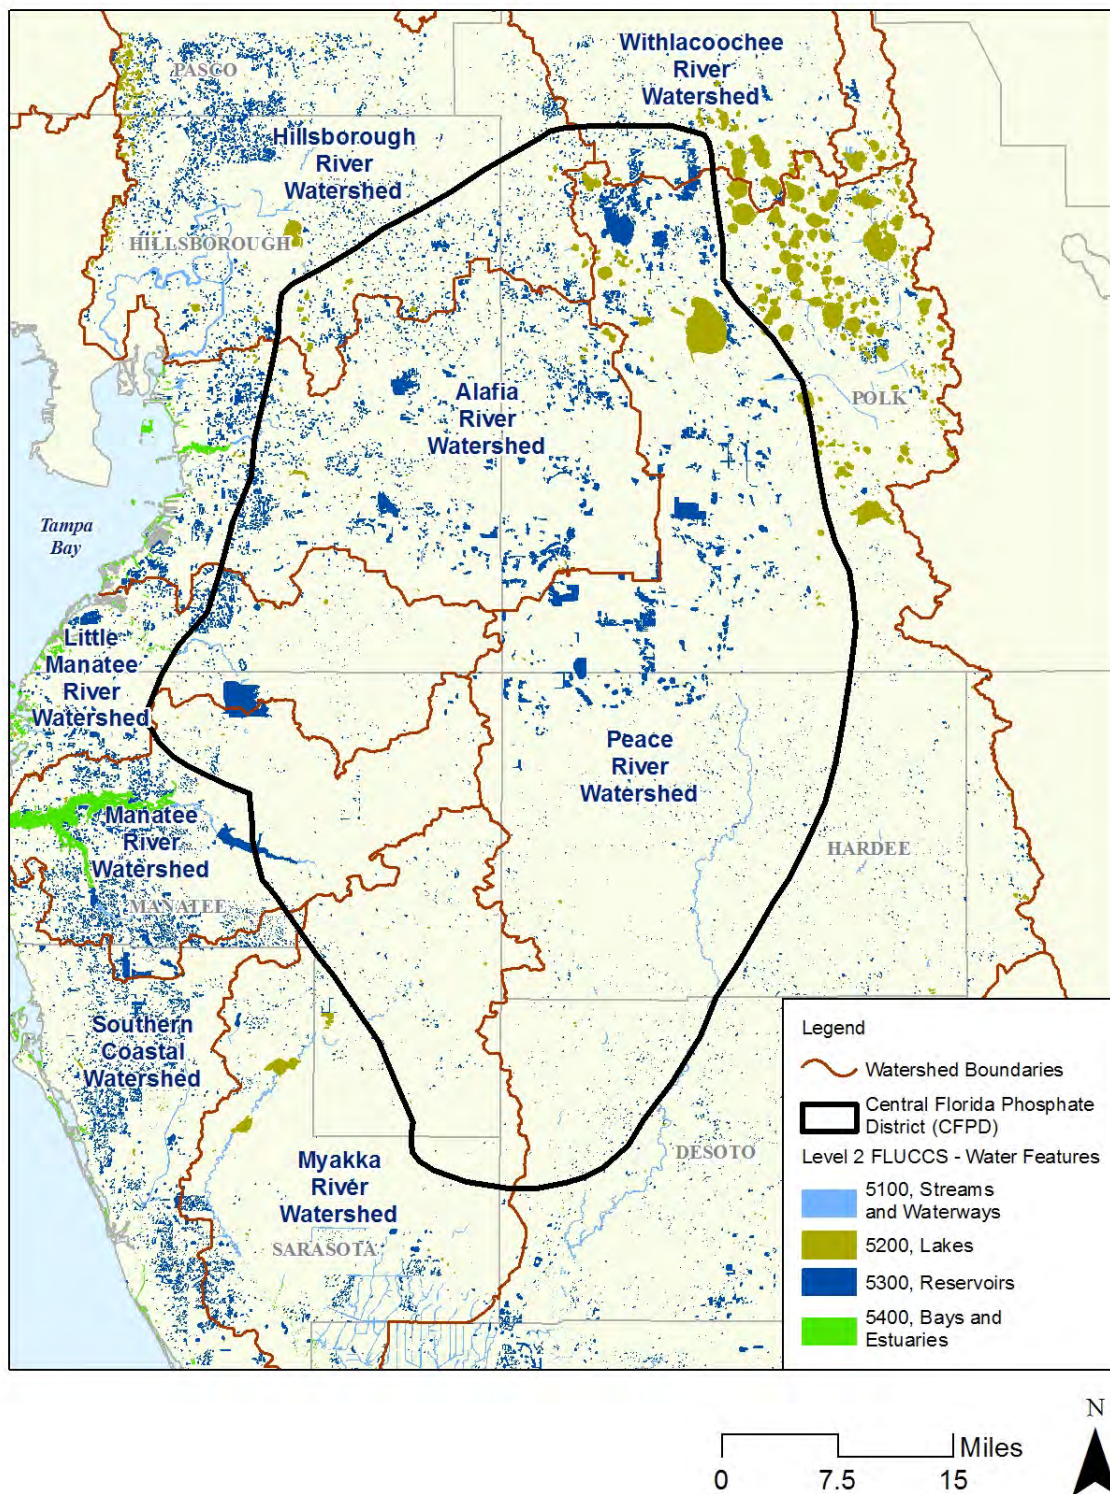 Withlacoochee
River
Watershed
PASCO
Hillsborough
River
Watershed
HILLSBOROUGH
Alafia
River
Watershed
POLK
Tampa
Bay
Little
Manatee
River
Watershed
Peace
River
Watershed
Manatee
River
Watershed
HARDEE
MANATEE
Southern
Coastal
Watershed
DESOTO
Myakka
River
Watershed
SARASOTA
Legend
Watershed Boundaries
Central Florida Phosphate
District (CFPD)
Level 2 FLUCCS - Water Features
5100, Streams
and Waterways
5200, Lakes
5300, Reservoirs
5400, Bays and
Estuaries
N
Miles
0 7.5 15